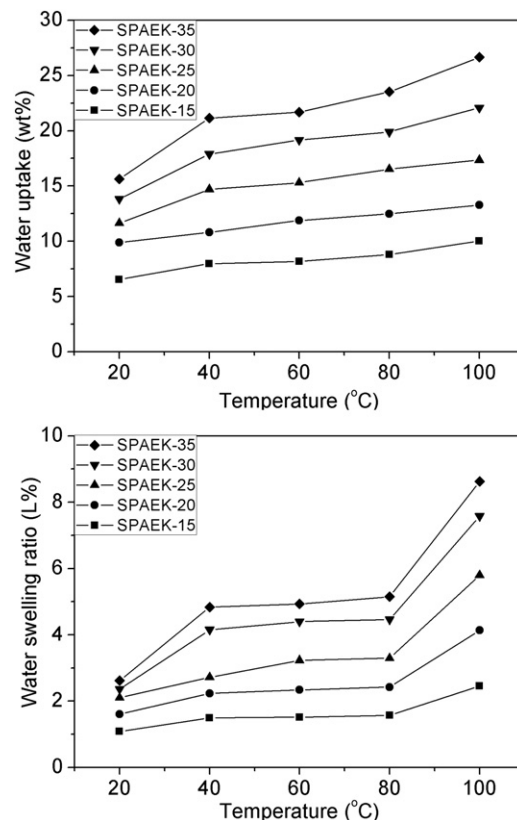 30
25
20
15
10
5
0
Water uptake (wt%)
SPAEK-35
SPAEK-30
SPAEK-25
SPAEK-20
SPAEK-15
20 40 60 80 100
Temperature (°C)
10
8
6
4
2
0
Water swelling ratio (L%)
SPAEK-35
SPAEK-30
SPAEK-25
SPAEK-20
SPAEK-15
20 40 60 80 100
Temperature (°C)